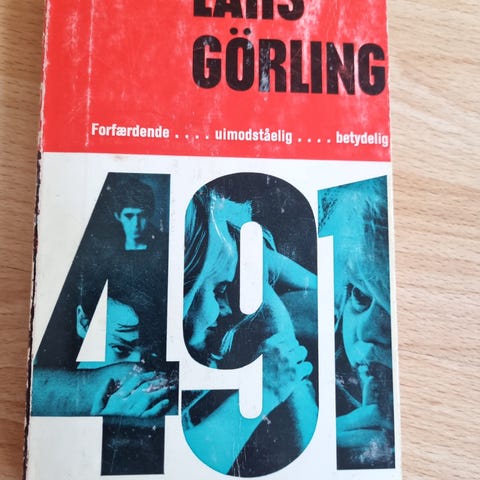 LARS
GÖRLING
Forfærdende .... uimodståelig .... betydelig
491